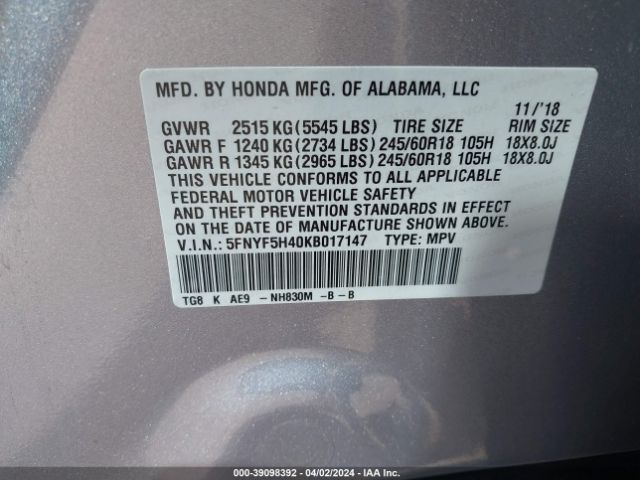 MFD. BY HONDA MFG. OF ALABAMA, LLC
11/'18
GVWR 2515 KG (5545 LBS) TIRE SIZE RIM SIZE
GAWR F 1240 KG (2734 LBS) 245/60R18 105H 18X8.0J
GAWR R 1345 KG (2965 LBS) 245/60R18 105H 18X8.0J
THIS VEHICLE CONFORMS TO ALL APPLICABLE
FEDERAL MOTOR VEHICLE SAFETY
AND THEFT PREVENTION STANDARDS IN EFFECT
ON THE DATE OF MANUFACTURE SHOWN ABOVE.
V.I.N.: 5FNYF5H40KB017147 TYPE: MPV
TG8 K AE9 -NH830M -B -B
000-39098392 - 04/02/2024 - IAA Inc.